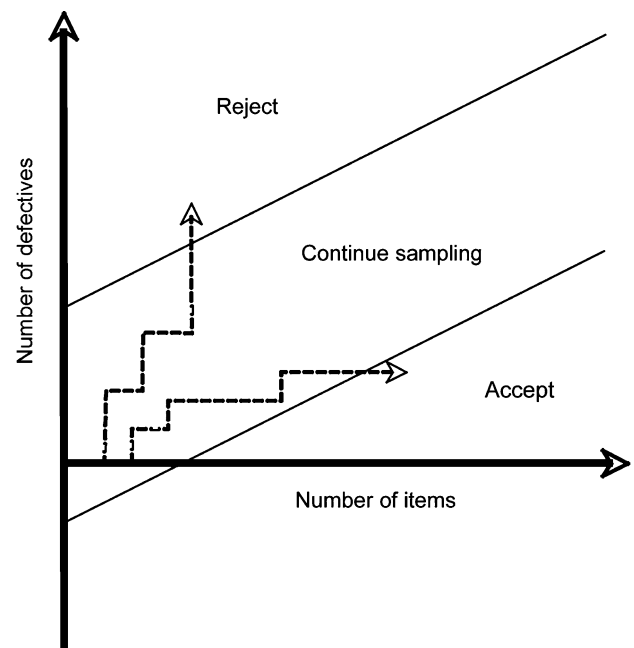 Reject
Number of defectives
Continue sampling
Accept
Number of items